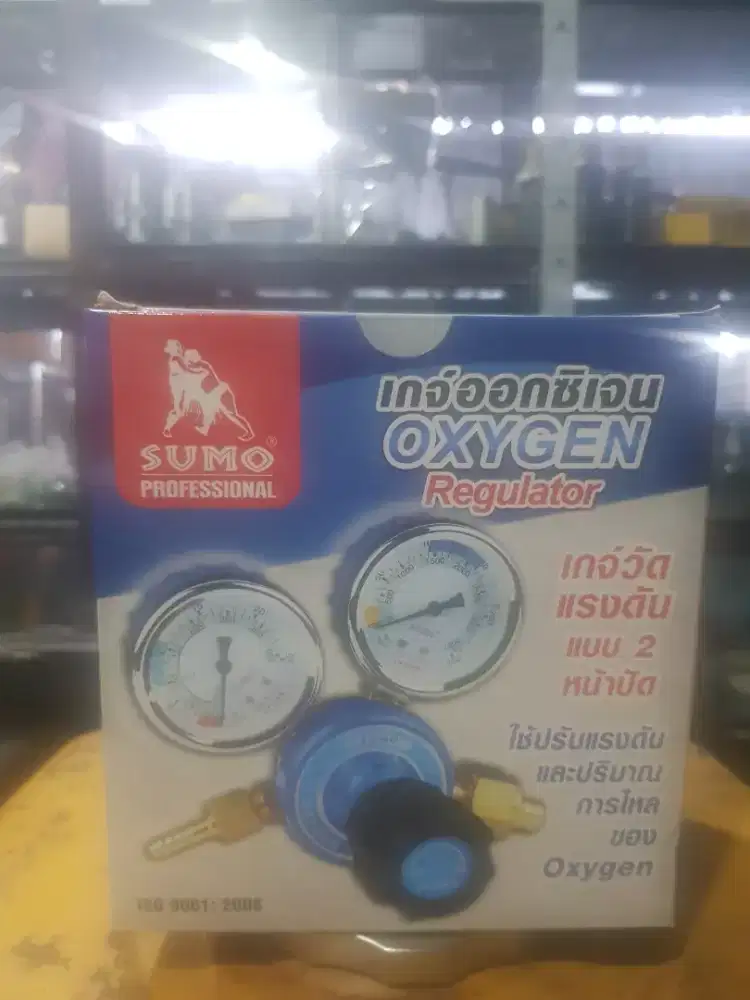 SUMO
PROFESSIONAL
เกจ์ออกซิเจน
OXYGEN
Regulator
เกจ์วัด
แรงดัน
แบบ 2
หน้าปัด
ใช้ปรับแรงดัน
และปริมาณ
การไหล
ของ
Oxygen
ISO 9001: 2008